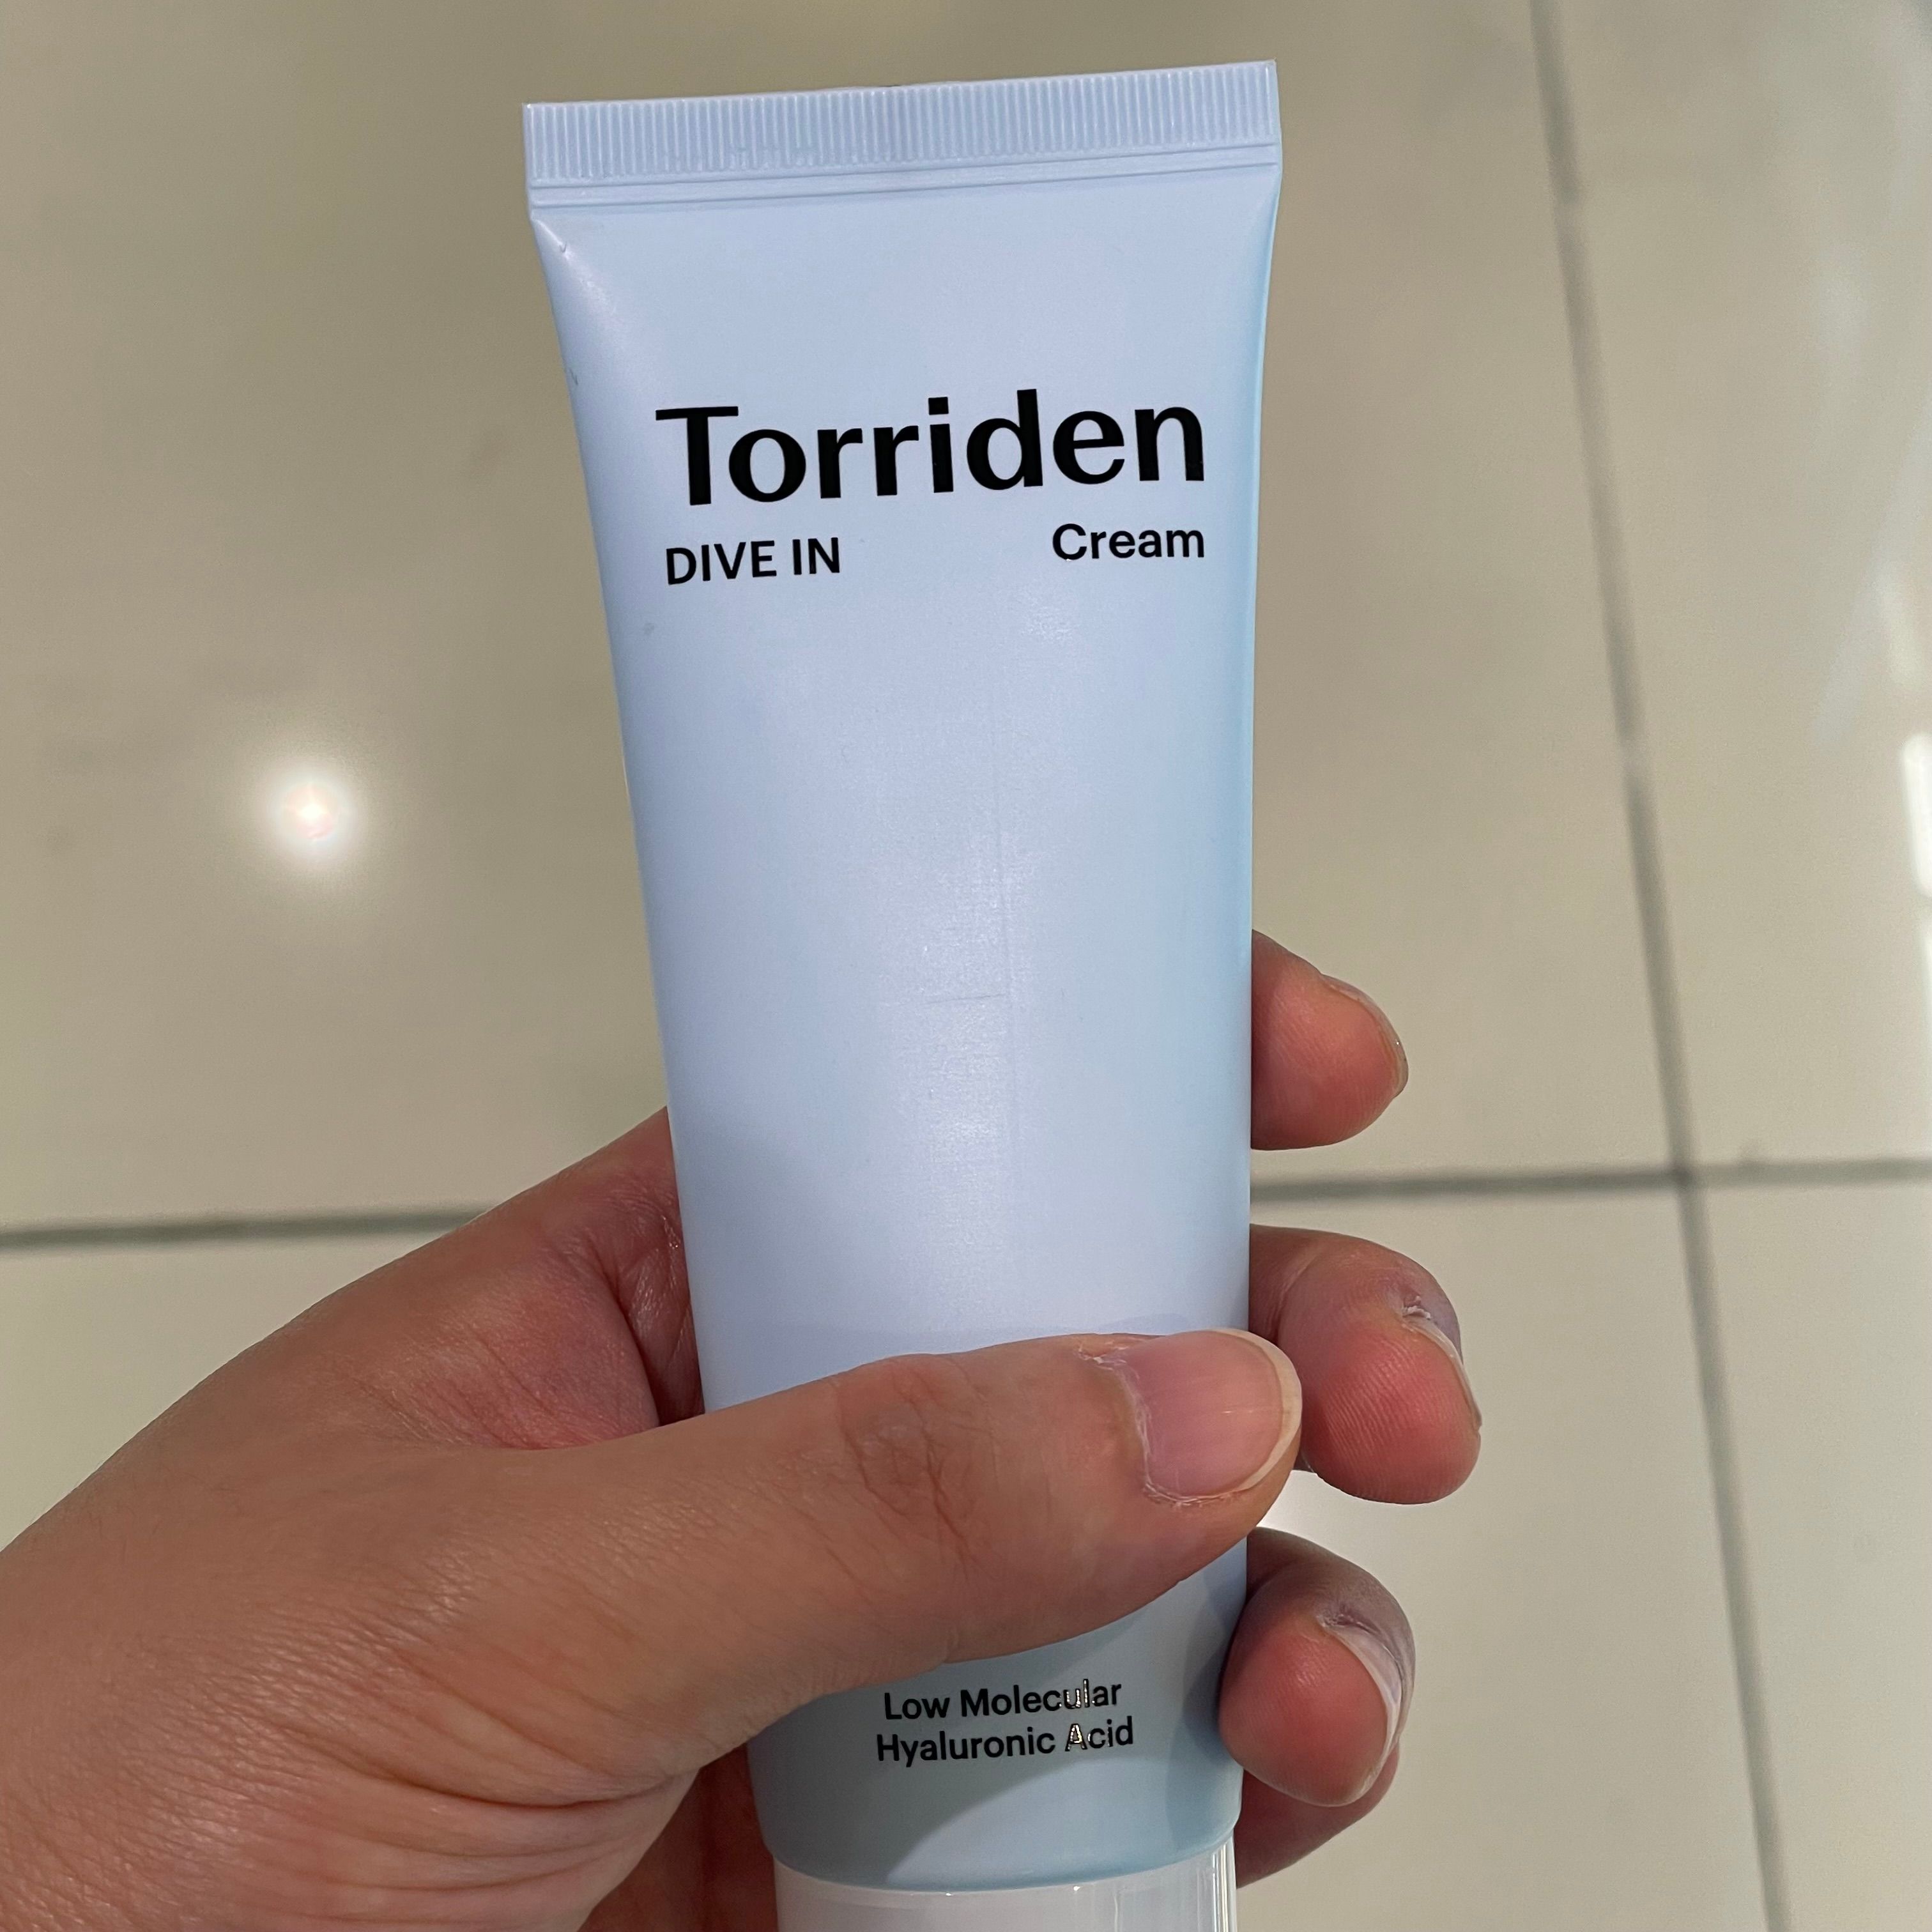 Torriden
DIVE IN Cream
Low Molecular
Hyaluronic Acid